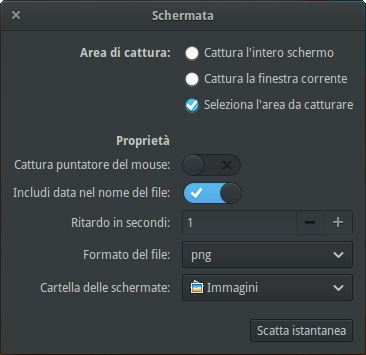 Schermata
Area di cattura: Cattura l'intero schermo
Cattura la finestra corrente
Seleziona l'area da catturare
Proprietà
Cattura puntatore del mouse:
Includi data nel nome del file:
Ritardo in secondi: 1
Formato del file: png
Cartella delle schermate: Immagini
Scatta istantanea